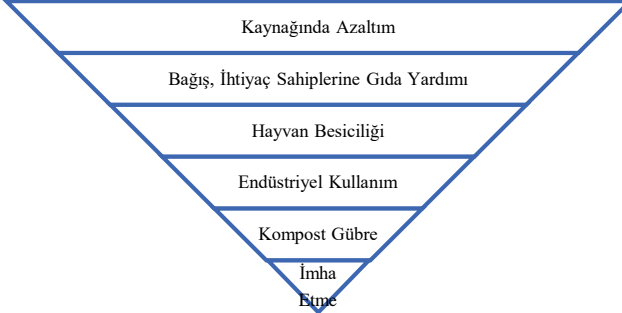 Kaynağında Azaltım
Bağış, İhtiyaç Sahiplerine Gıda Yardımı
Hayvan Besiciliği
Endüstriyel Kullanım
Kompost Gübre
İmha
Etme